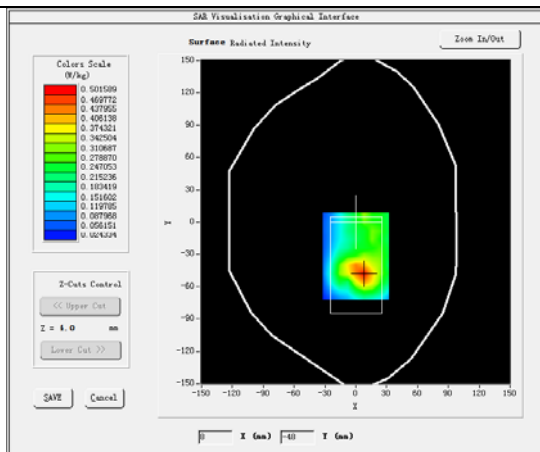 SAR Visualisation Graphical Interface
Surface Radiated Intensity
Zoom In/Out
Colors Scale
(W/kg)
0.501589
0.469772
0.437955
0.406138
0.374321
0.342504
0.310687
0.278870
0.247053
0.215236
0.183419
0.151602
0.119785
0.087968
0.056151
0.024334
Z-Cuts Control
<< Upper Cut
Z = 4.0 mm
Lower Cut >>
SAVE Cancel
150
120
90
60
30
0
-30
-60
-90
-120
-150
Y
-150 -120 -90 -60 -30 0 30 60 90 120 150
X
8 X (mm) -48 Y (mm)